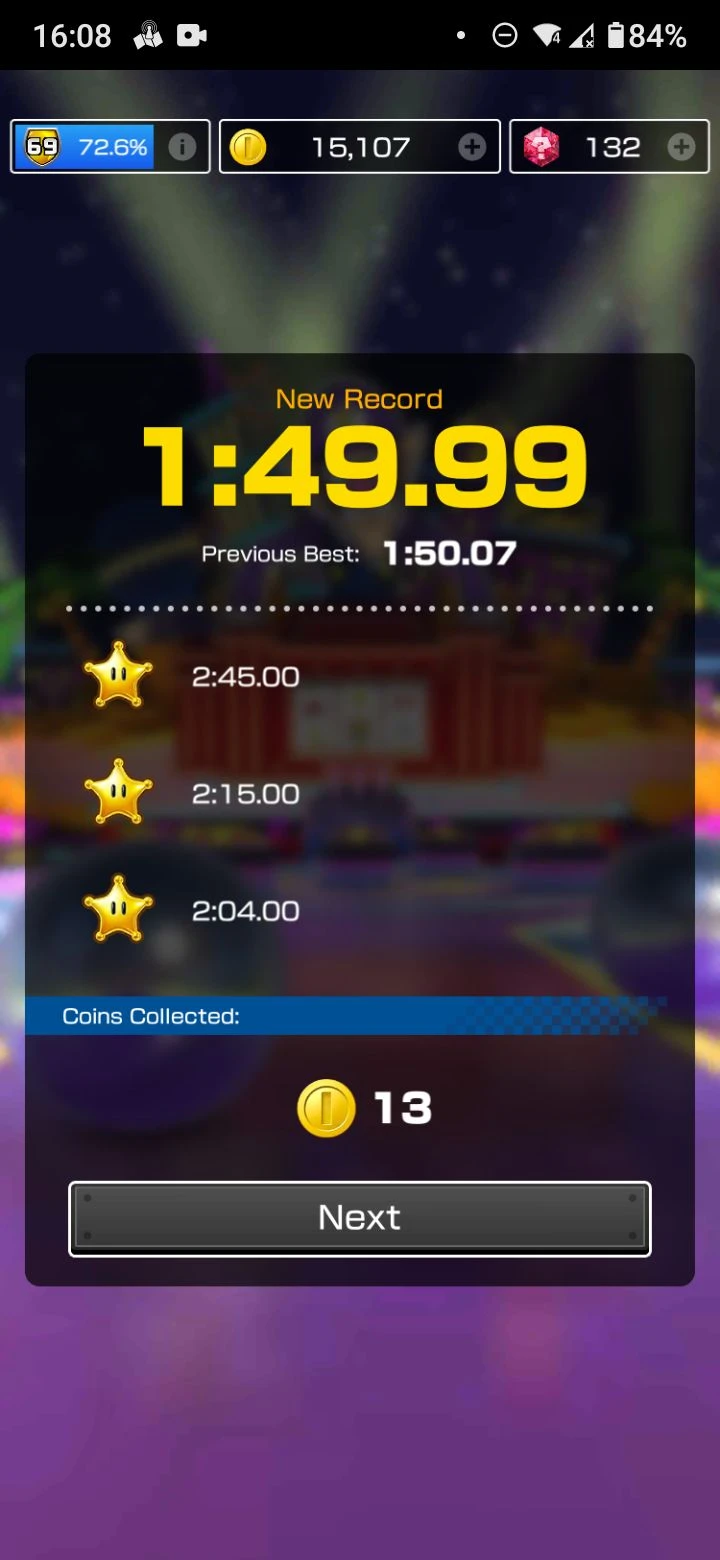 16:08 84%
69 72.6% 15,107 132
New Record
1:49.99
Previous Best: 1:50.07
2:45.00
2:15.00
2:04.00
Coins Collected:
13
Next